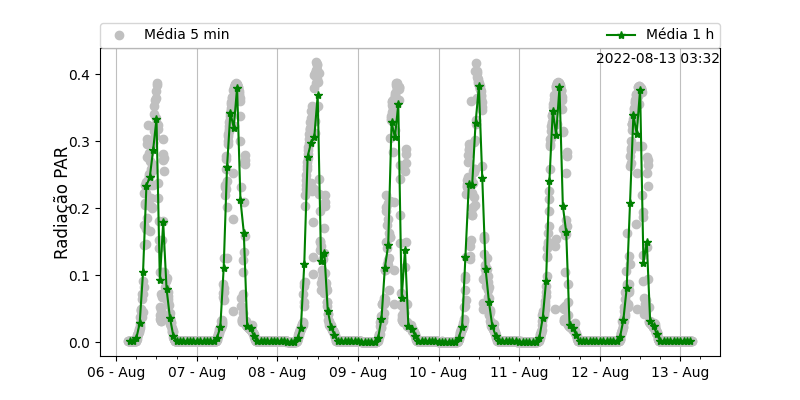 Média 5 min
Média 1 h
2022-08-13 03:32
Radiação PAR
0.4
0.3
0.2
0.1
0.0
06 - Aug
07 - Aug
08 - Aug
09 - Aug
10 - Aug
11 - Aug
12 - Aug
13 - Aug